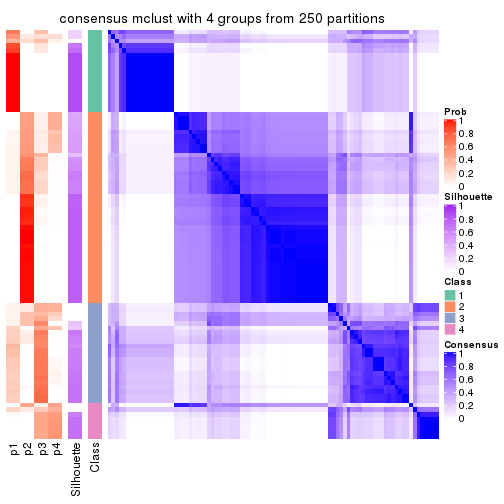 consensus mclust with 4 groups from 250 partitions
Prob
1
0.8
0.6
0.4
0.2
0
Silhouette
1
0.8
0.6
0.4
0.2
0
Class
1
2
3
4
Consensus
1
0.8
0.6
0.4
0.2
0
p1
p2
p3
p4
Silhouette
Class